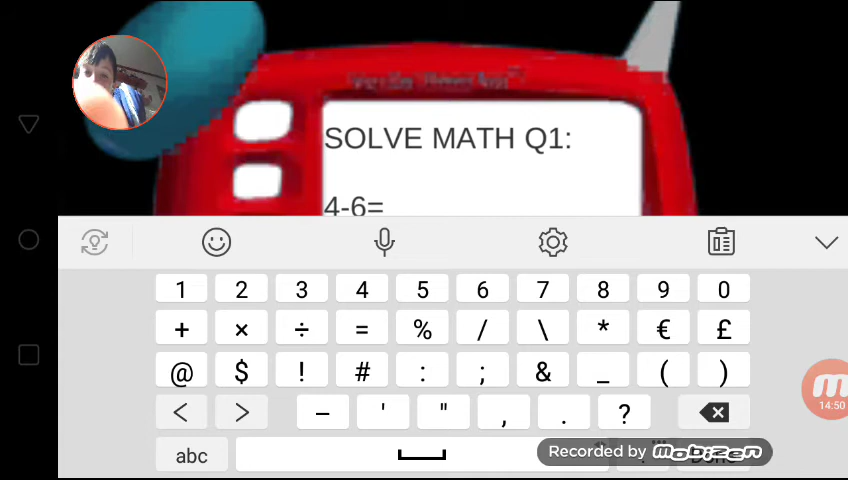 SOLVE MATH Q1:
4-6=
1 2 3 4 5 6 7 8 9 0
+ × ÷ = % / \ * € £
@ $ ! # : ; & _ ( )
< > – ' " , . ?
abc
Recorded by mobizen
14:50